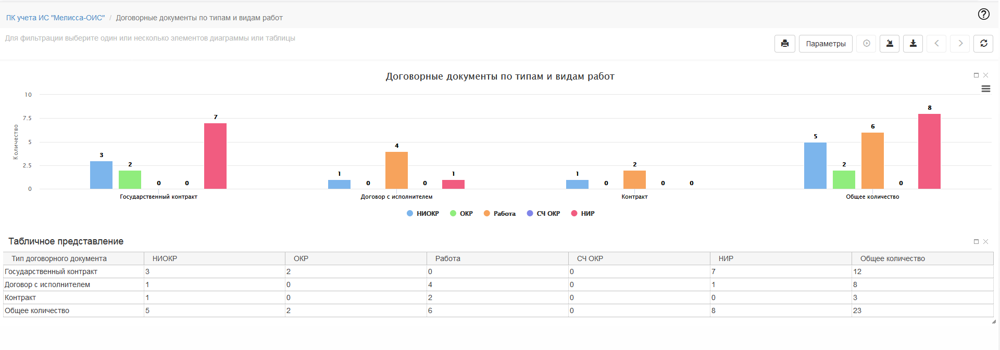 ПК учета ИС "Мелисса-ОИС" / Договорные документы по типам и видам работ
Для фильтрации выберите один или несколько элементов диаграммы или таблицы
Параметры
Договорные документы по типам и видам работ
Количество
10
7.5
5
2.5
0
3 2 0 0 7
1 0 4 0 1
1 0 2 0 0
5 2 6 0 8
Государственный контракт
Договор с исполнителем
Контракт
Общее количество
НИОКР ОКР Работа СЧ ОКР НИР
Табличное представление
Тип договорного документа НИОКР ОКР Работа СЧ ОКР НИР Общее количество
Государственный контракт 3 2 0 0 7 12
Договор с исполнителем 1 0 4 0 1 8
Контракт 1 0 2 0 0 3
Общее количество 5 2 6 0 8 23